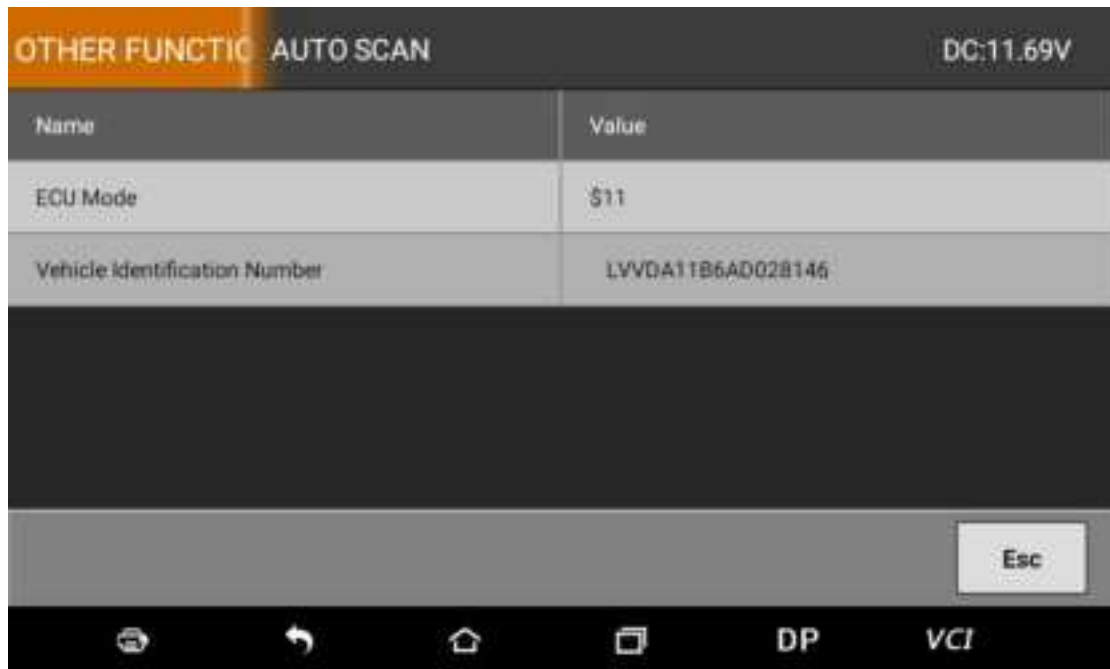 OTHER FUNCTIC AUTO SCAN DC:11.69V
Name Value
ECU Mode $11
Vehicle Identification Number LVVDA11B6AD028146
Esc
DP VCI